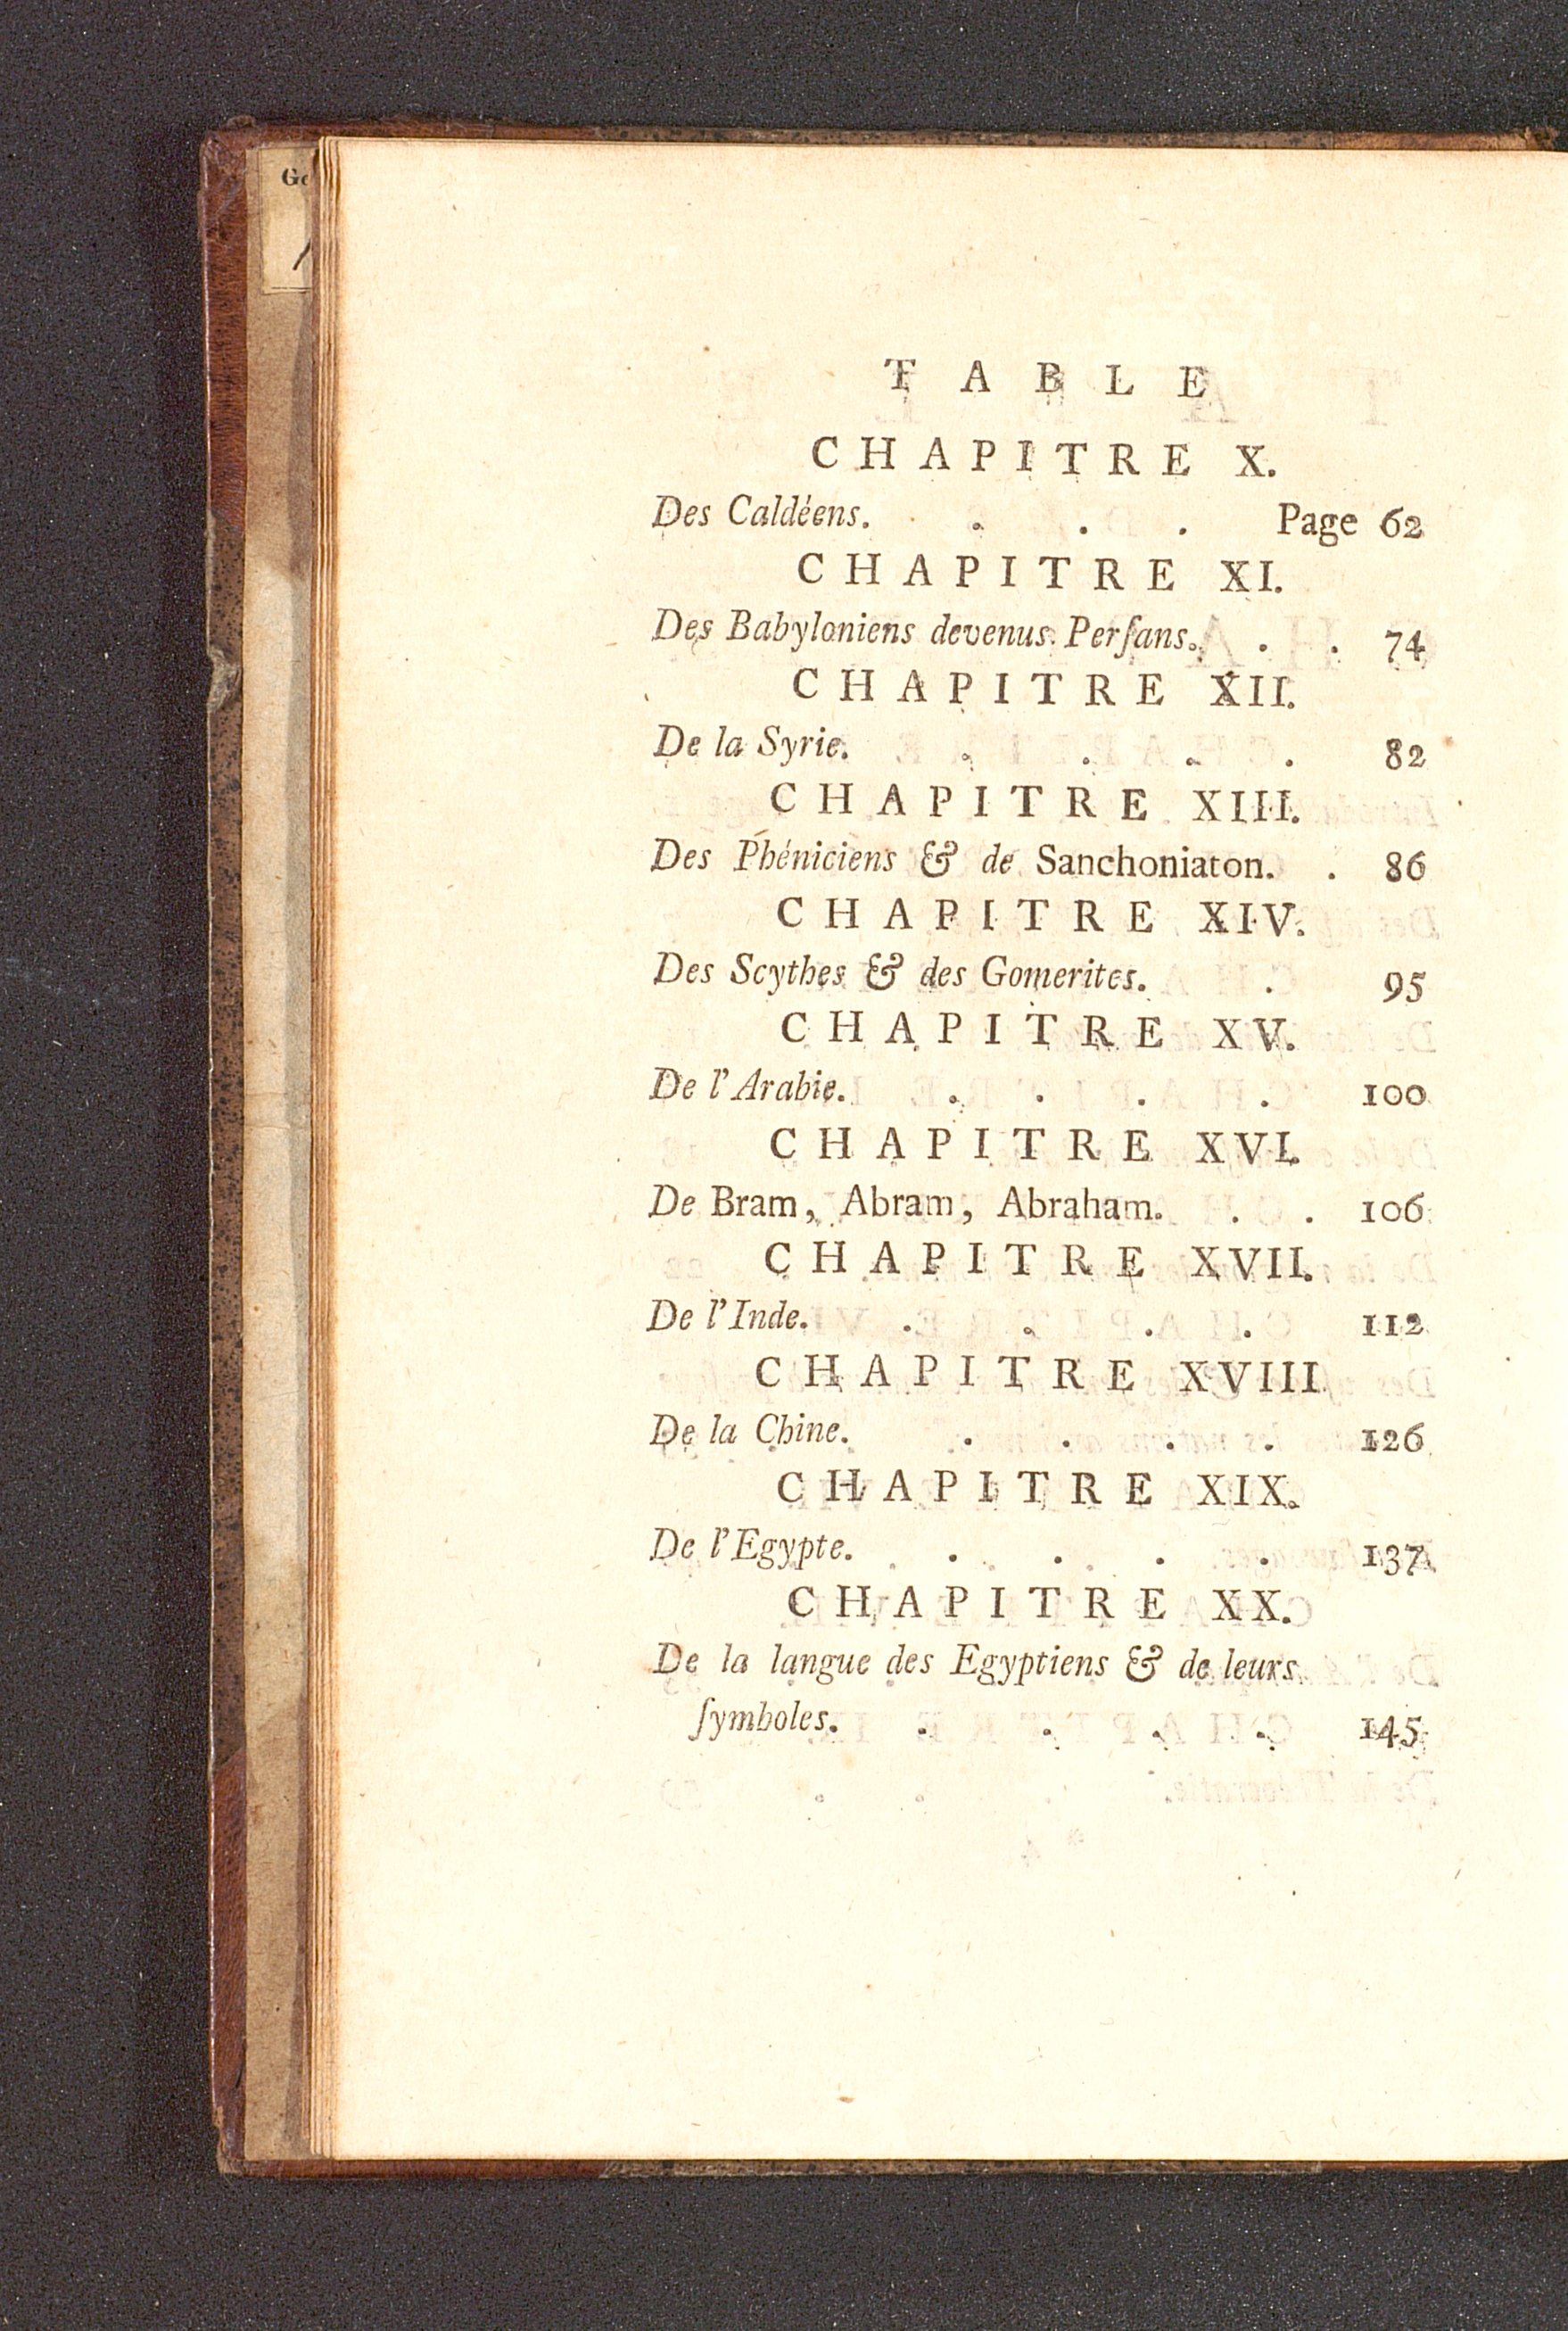 TABLE
CHAPITRE X.
Des Caldéens. . . . Page 62
CHAPITRE XI.
Des Babyloniens devenus Perſans. . . 74
CHAPITRE XII.
De la Syrie. . . . . 82
CHAPITRE XIII.
Des Phéniciens & de Sanchoniaton. . 86
CHAPITRE XIV.
Des Scythes & des Gomerites. . 95
CHAPITRE XV.
De l'Arabie. . . . . 100
CHAPITRE XVI.
De Bram, Abram, Abraham. . . 106
CHAPITRE XVII.
De l'Inde. . . . . 112
CHAPITRE XVIII
De la Chine. . . . . 126
CHAPITRE XIX.
De l'Egypte. . . . . 137
CHAPITRE XX.
De la langue des Egyptiens & de leurs
ſymboles. . . . . 145